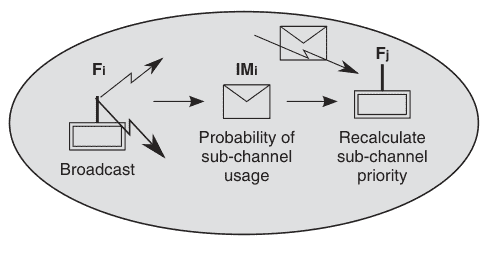 Fi
IMi
Fj
Broadcast
Probability of
sub-channel
usage
Recalculate
sub-channel
priority